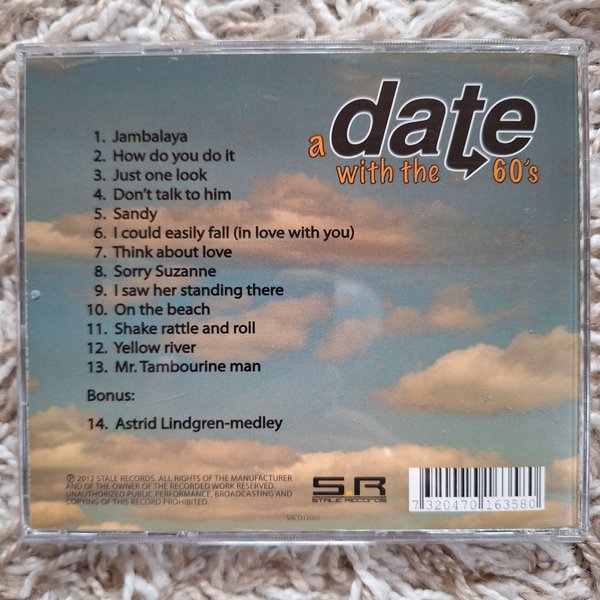 a date
with the 60's
1. Jambalaya
2. How do you do it
3. Just one look
4. Don't talk to him
5. Sandy
6. I could easily fall (in love with you)
7. Think about love
8. Sorry Suzanne
9. I saw her standing there
10. On the beach
11. Shake rattle and roll
12. Yellow river
13. Mr. Tambourine man
Bonus:
14. Astrid Lindgren-medley
℗ 2012 STALE RECORDS. ALL RIGHTS OF THE MANUFACTURER
AND OF THE OWNER OF THE RECORDED WORK RESERVED.
UNAUTHORIZED PUBLIC PERFORMANCE, BROADCASTING AND
COPYING OF THIS RECORD PROHIBITED.
SR
STALE RECORDS
SRCD12001
7 320470 163580